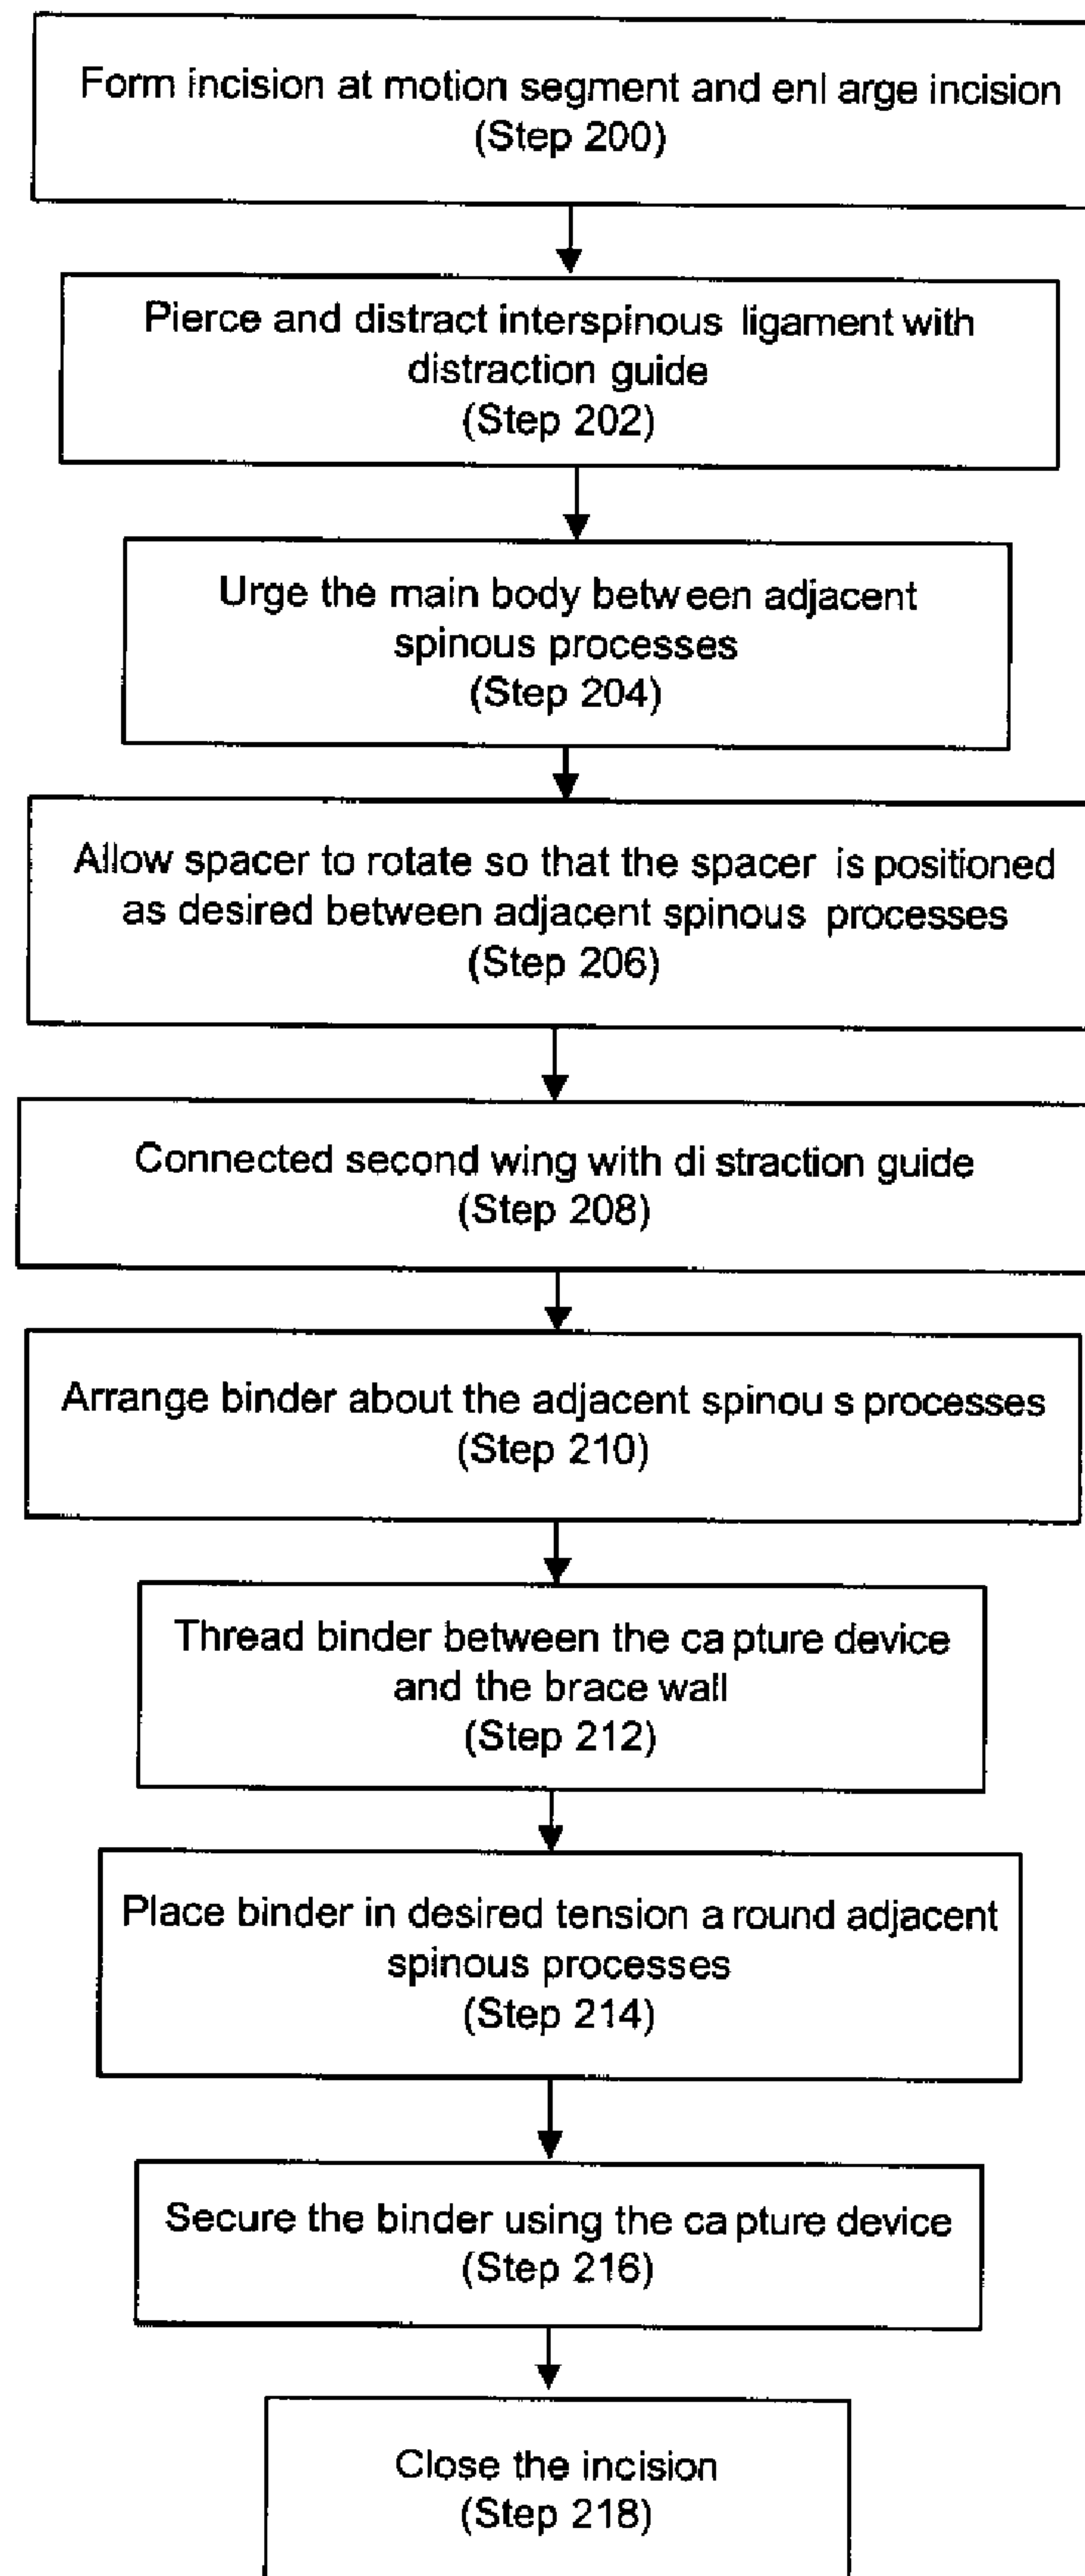 Form incision at motion segment and enl arge incision
(Step 200)
Pierce and distract interspinous ligament with
distraction guide
(Step 202)
Urge the main body between adjacent
spinous processes
(Step 204)
Allow spacer to rotate so that the spacer is positioned
as desired between adjacent spinous processes
(Step 206)
Connected second wing with di straction guide
(Step 208)
Arrange binder about the adjacent spinou s processes
(Step 210)
Thread binder between the ca pture device
and the brace wall
(Step 212)
Place binder in desired tension a round adjacent
spinous processes
(Step 214)
Secure the binder using the ca pture device
(Step 216)
Close the incision
(Step 218)